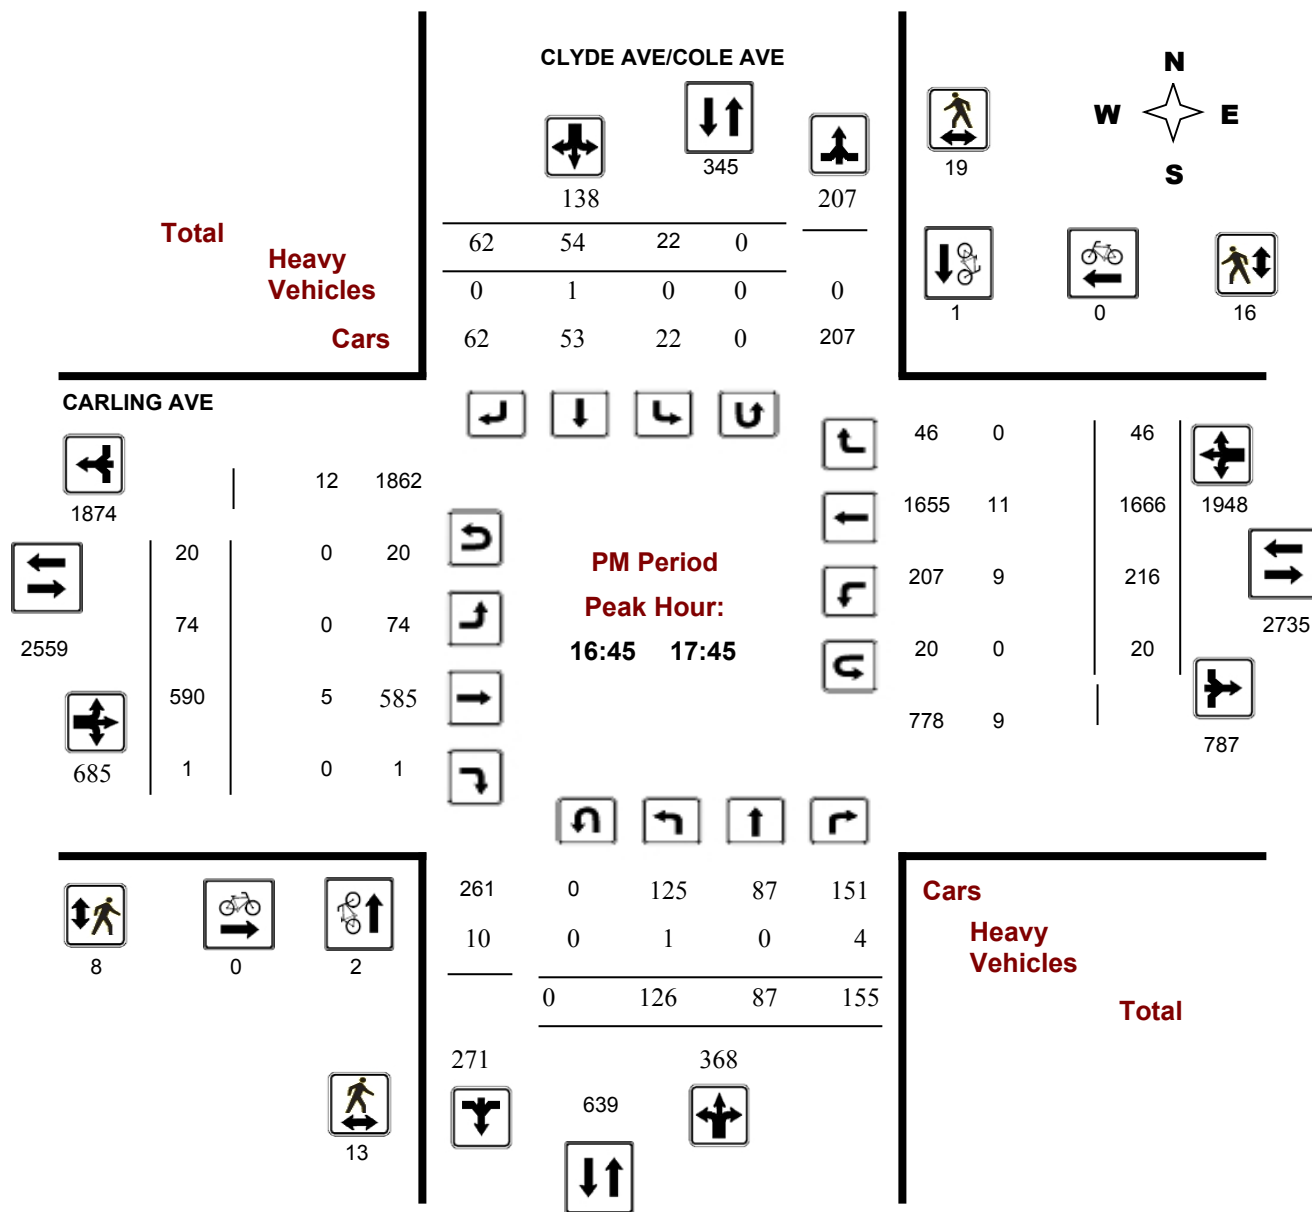 CLYDE AVE/COLE AVE
N
W E
S
345
19
138 207
Total
62 54 22 0
Heavy
Vehicles
0 1 0 0 0
1 0 16
Cars
62 53 22 0 207
CARLING AVE
46 0 46
12 1862
1874
1655 11 1666 1948
20 0 20
PM Period
207 9 216
Peak Hour:
74 0 74
2735
2559
16:45 17:45
20 0 20
590 5 585
778 9
787
685 1 0 1
261 0 125 87 151
Cars
10 0 1 0 4
Heavy
Vehicles
8 0 2
0 126 87 155
Total
271 368
639
13